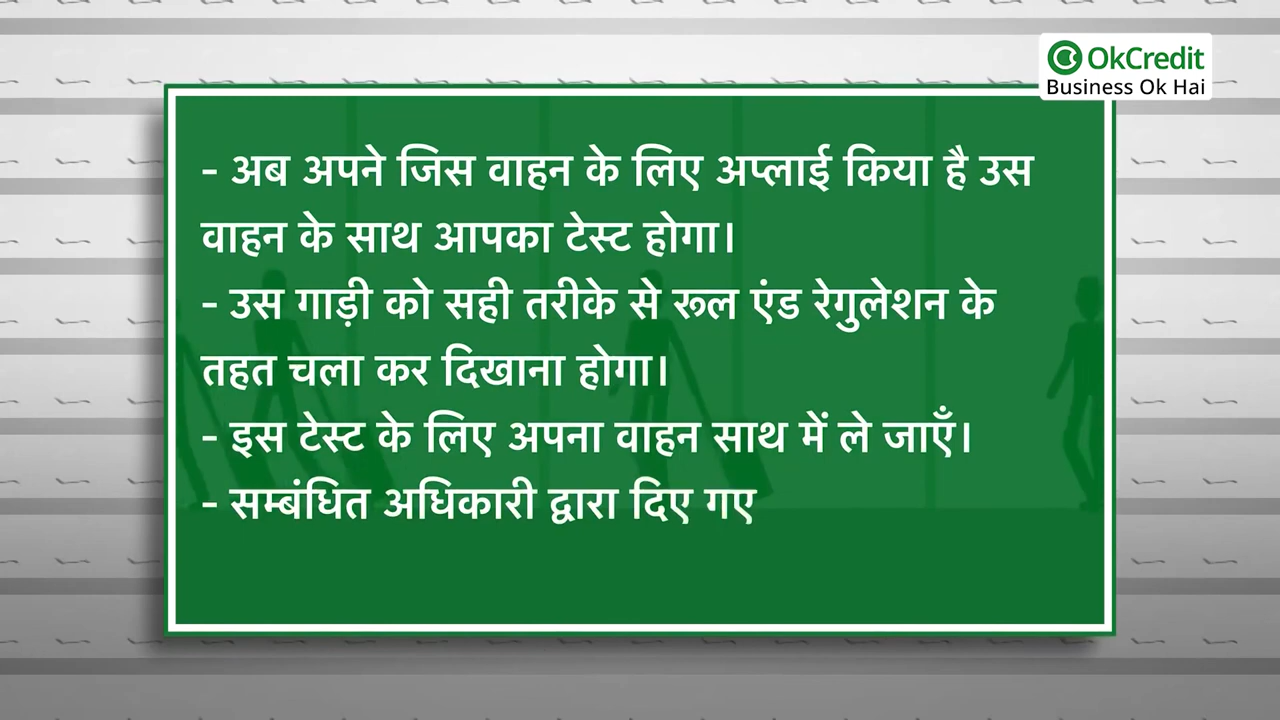 OkCredit
Business Ok Hai
- अब अपने जिस वाहन के लिए अप्लाई किया है उस
वाहन के साथ आपका टेस्ट होगा।
- उस गाड़ी को सही तरीके से रूल एंड रेगुलेशन के
तहत चला कर दिखाना होगा।
- इस टेस्ट के लिए अपना वाहन साथ में ले जाएँ।
- सम्बंधित अधिकारी द्वारा दिए गए